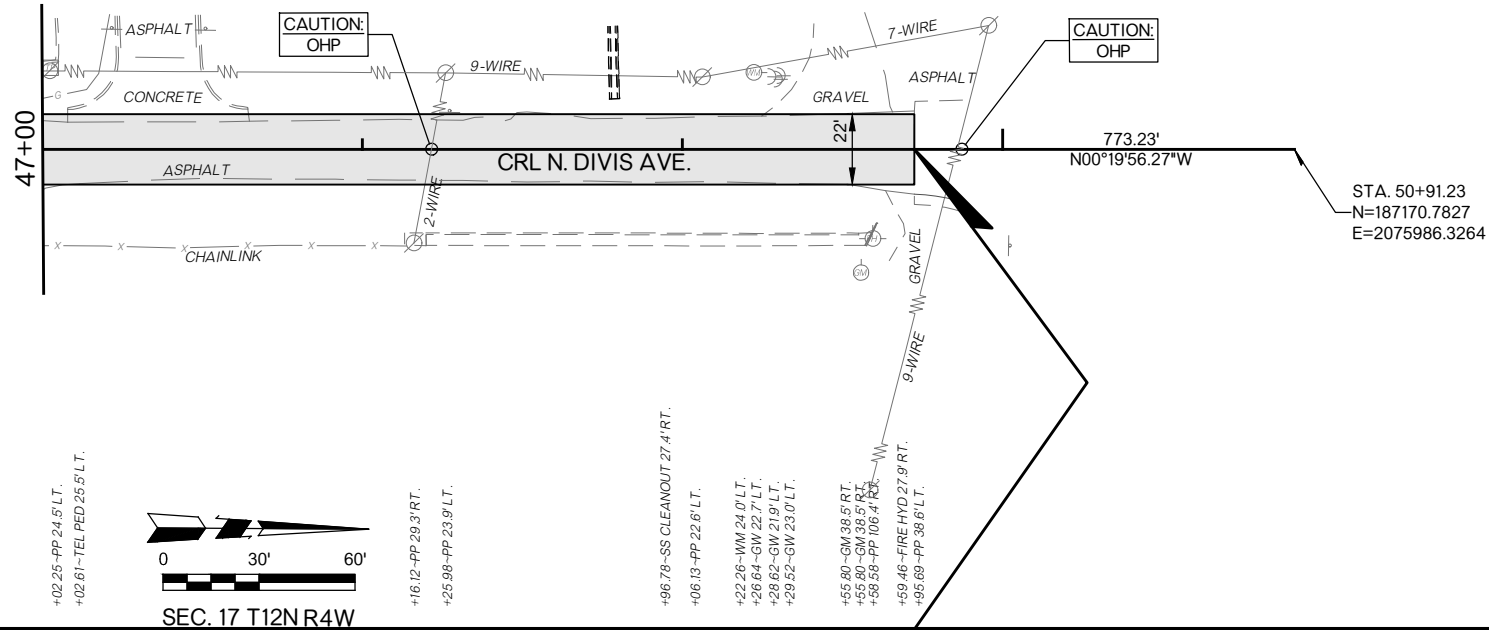 CAUTION:
OHP
CAUTION:
OHP
ASPHALT
7-WIRE
9-WIRE
ASPHALT
G
CONCRETE
WM
GRAVEL
47+00
22'
773.23'
N00°19'56.27"W
CRL N. DIVIS AVE.
ASPHALT
2-WIRE
STA. 50+91.23
N=187170.7827
E=2075986.3264
X X X X X
CHAINLINK
GRAVEL
GM
9-WIRE
+02.25~PP 24.5' LT.
+02.61~TEL PED 25.5' LT.
+16.12~PP 29.3' RT.
+25.98~PP 23.9' LT.
+96.78~SS CLEANOUT 27.4' RT.
+06.13~PP 22.6' LT.
+22.26~WM 24.0' LT.
+26.64~GW 22.7' LT.
+28.62~GW 21.9' LT.
+29.52~GW 23.0' LT.
+55.80~GM 38.5' RT.
+55.80~GM 38.5' RT.
+58.58~PP 106.4' RT.
+59.46~FIRE HYD 27.9' RT.
+95.69~PP 38.6' LT.
0 30' 60'
SEC. 17 T12N R4W